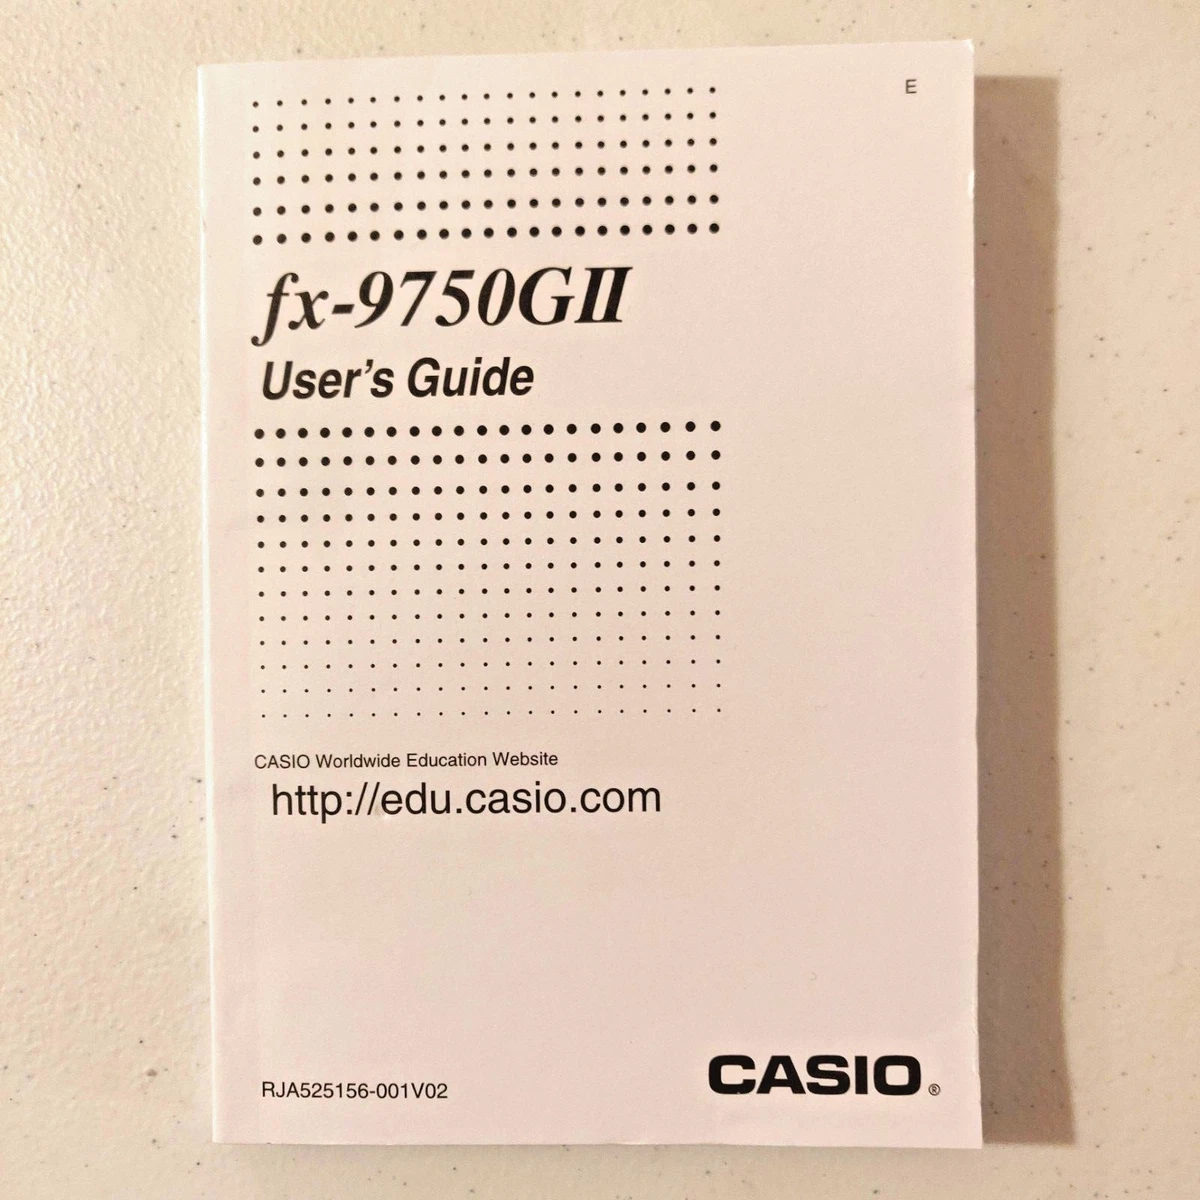 E
fx-9750GII
User's Guide
CASIO Worldwide Education Website
http://edu.casio.com
RJA525156-001V02
CASIO®